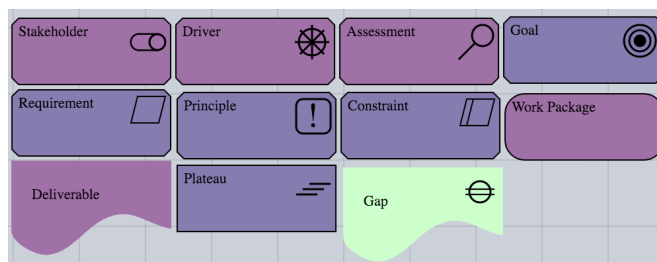 Stakeholder
Driver
Assessment
Goal
Requirement
Principle
Constraint
Work Package
Deliverable
Plateau
Gap